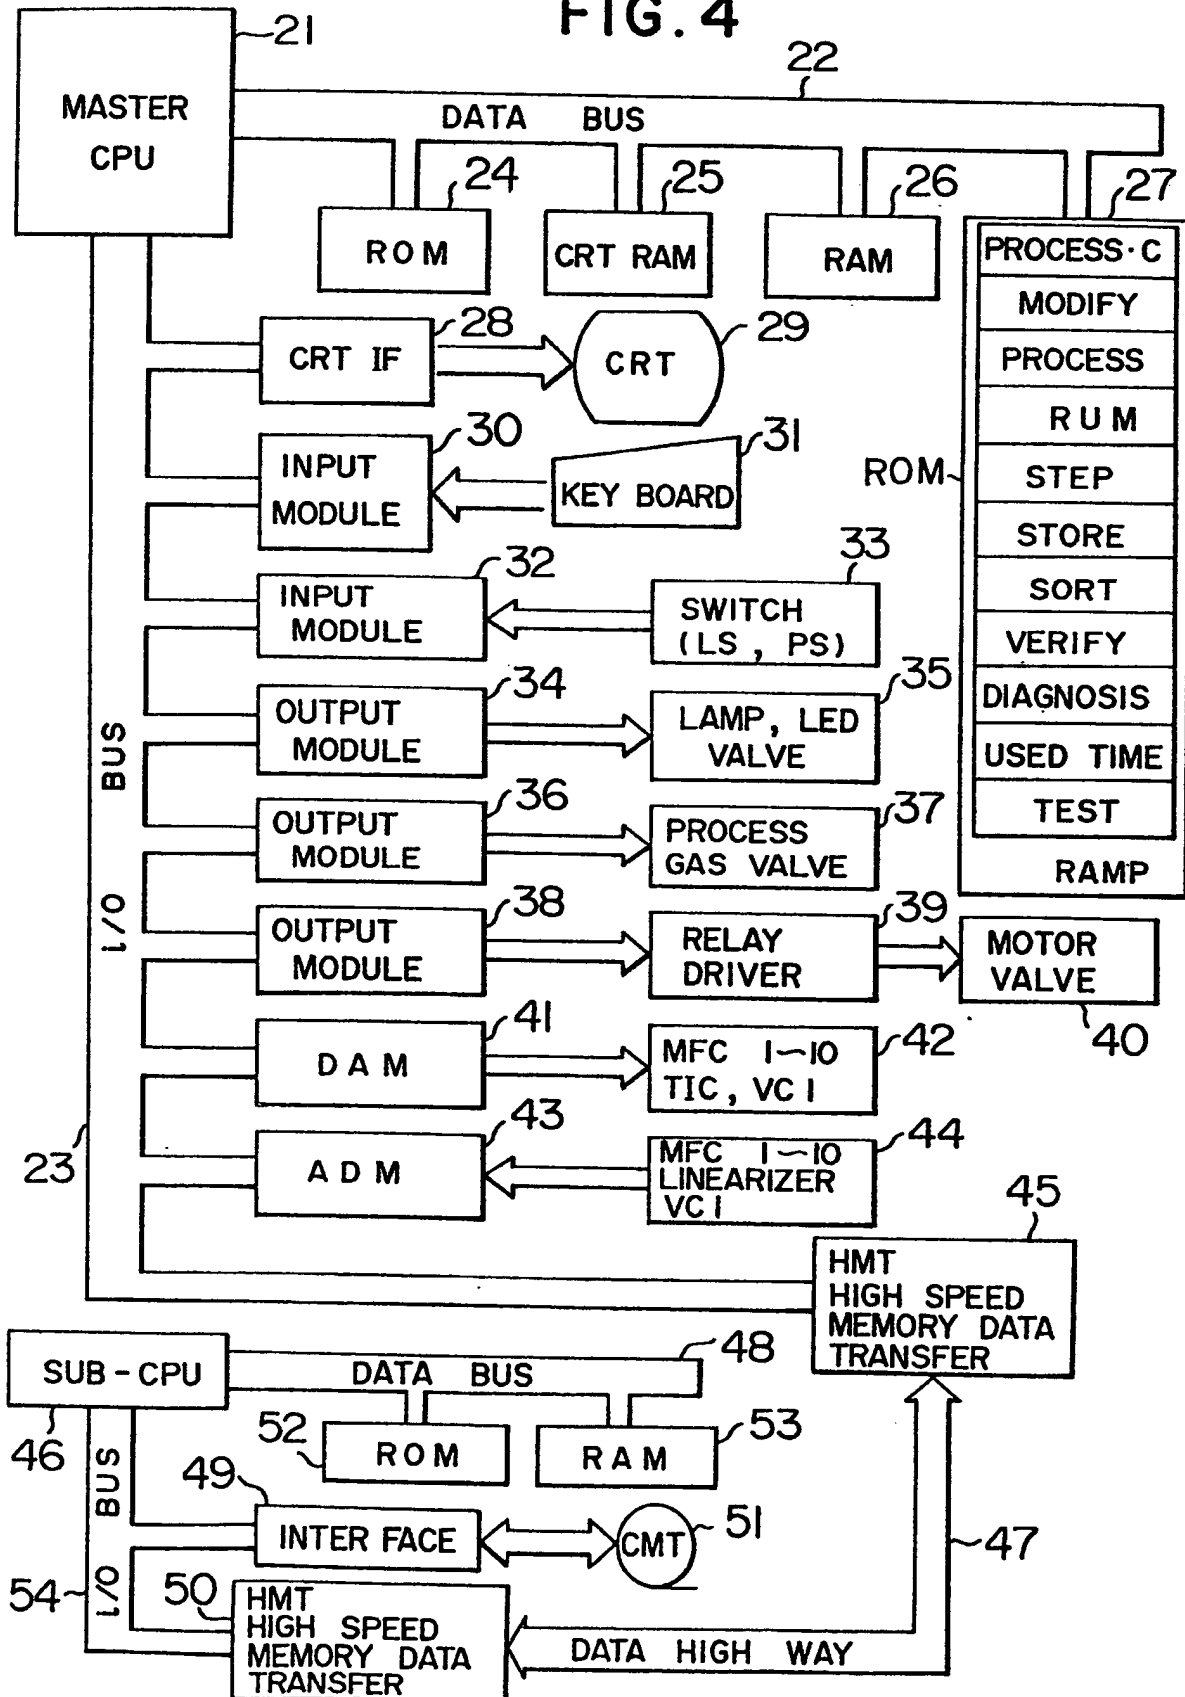 FIG. 4
21
MASTER
CPU
22
DATA BUS
24
ROM
25
CRT RAM
26
RAM
27
PROCESS·C
MODIFY
PROCESS
RUM
STEP
STORE
SORT
VERIFY
DIAGNOSIS
USED TIME
TEST
RAMP
ROM
28
CRT IF
29
CRT
30
INPUT
MODULE
31
KEY BOARD
32
INPUT
MODULE
33
SWITCH
(LS, PS)
34
OUTPUT
MODULE
35
LAMP, LED
VALVE
36
OUTPUT
MODULE
37
PROCESS
GAS VALVE
38
OUTPUT
MODULE
39
RELAY
DRIVER
MOTOR
VALVE
40
I/O BUS
23
41
DAM
42
MFC 1~10
TIC, VC1
43
ADM
44
MFC 1~10
LINEARIZER
VC1
45
HMT
HIGH SPEED
MEMORY DATA
TRANSFER
SUB-CPU
46
48
DATA BUS
52
ROM
53
RAM
I/O BUS
54
49
INTER FACE
51
CMT
50
HMT
HIGH SPEED
MEMORY DATA
TRANSFER
DATA HIGH WAY
47